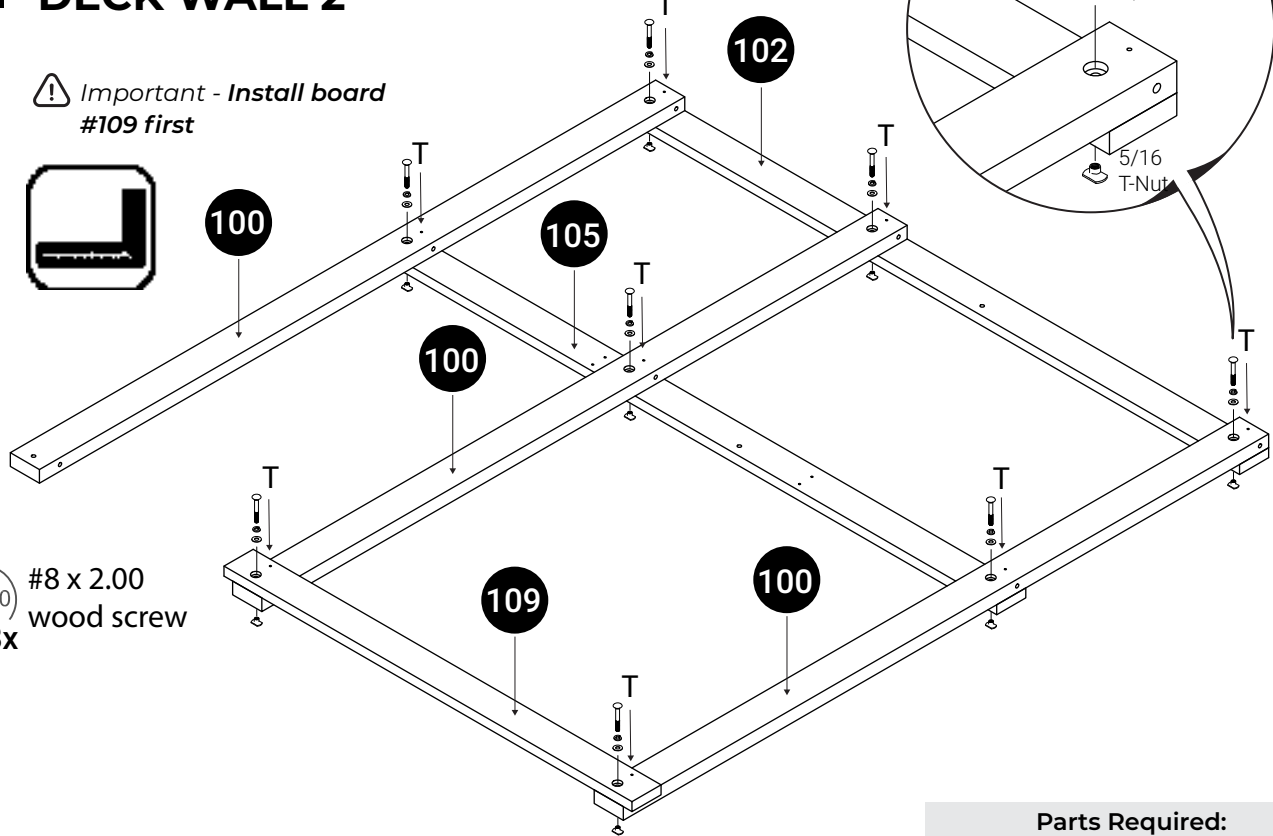 DECK WALL 2
Important - Install board
#109 first
T
102
T
T
100
105
5/16
T-Nut
T
100
T
T
T
#8 x 2.00
wood screw
109
100
T
Parts Required: